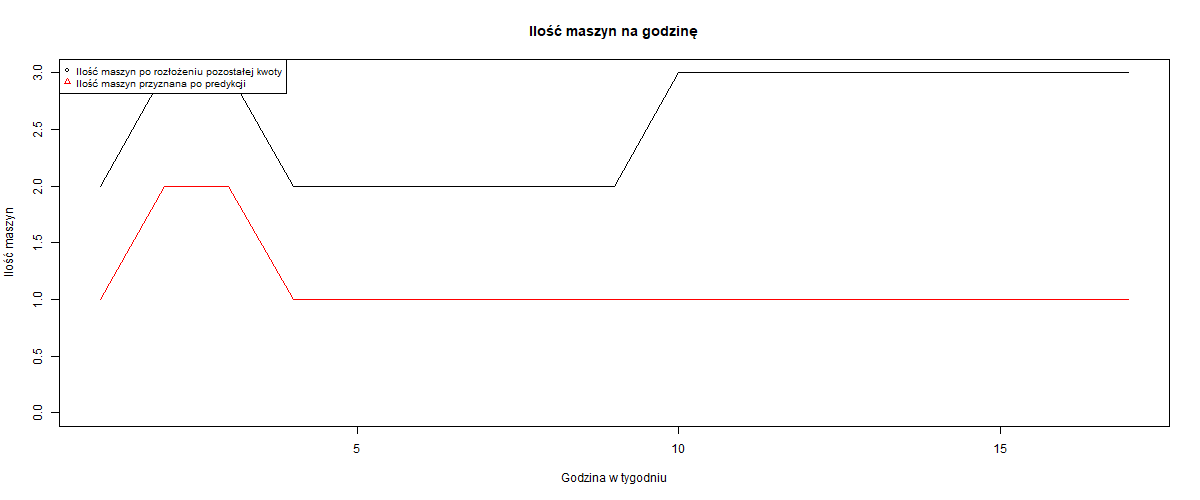 Ilość maszyn na godzinę
Ilość maszyn po rozłożeniu pozostałej kwoty
Ilość maszyn przyznana po predykcji
3.0
2.5
2.0
1.5
1.0
0.5
0.0
Ilość maszyn
5
10
15
Godzina w tygodniu